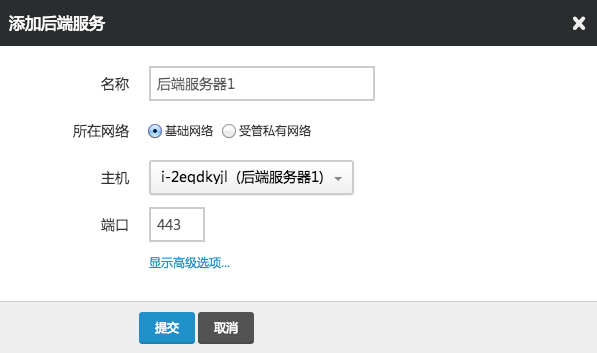 添加后端服务
名称 后端服务器1
所在网络 基础网络 受管私有网络
主机 i-2eqdkyjl (后端服务器1)
端口 443
显示高级选项...
提交 取消